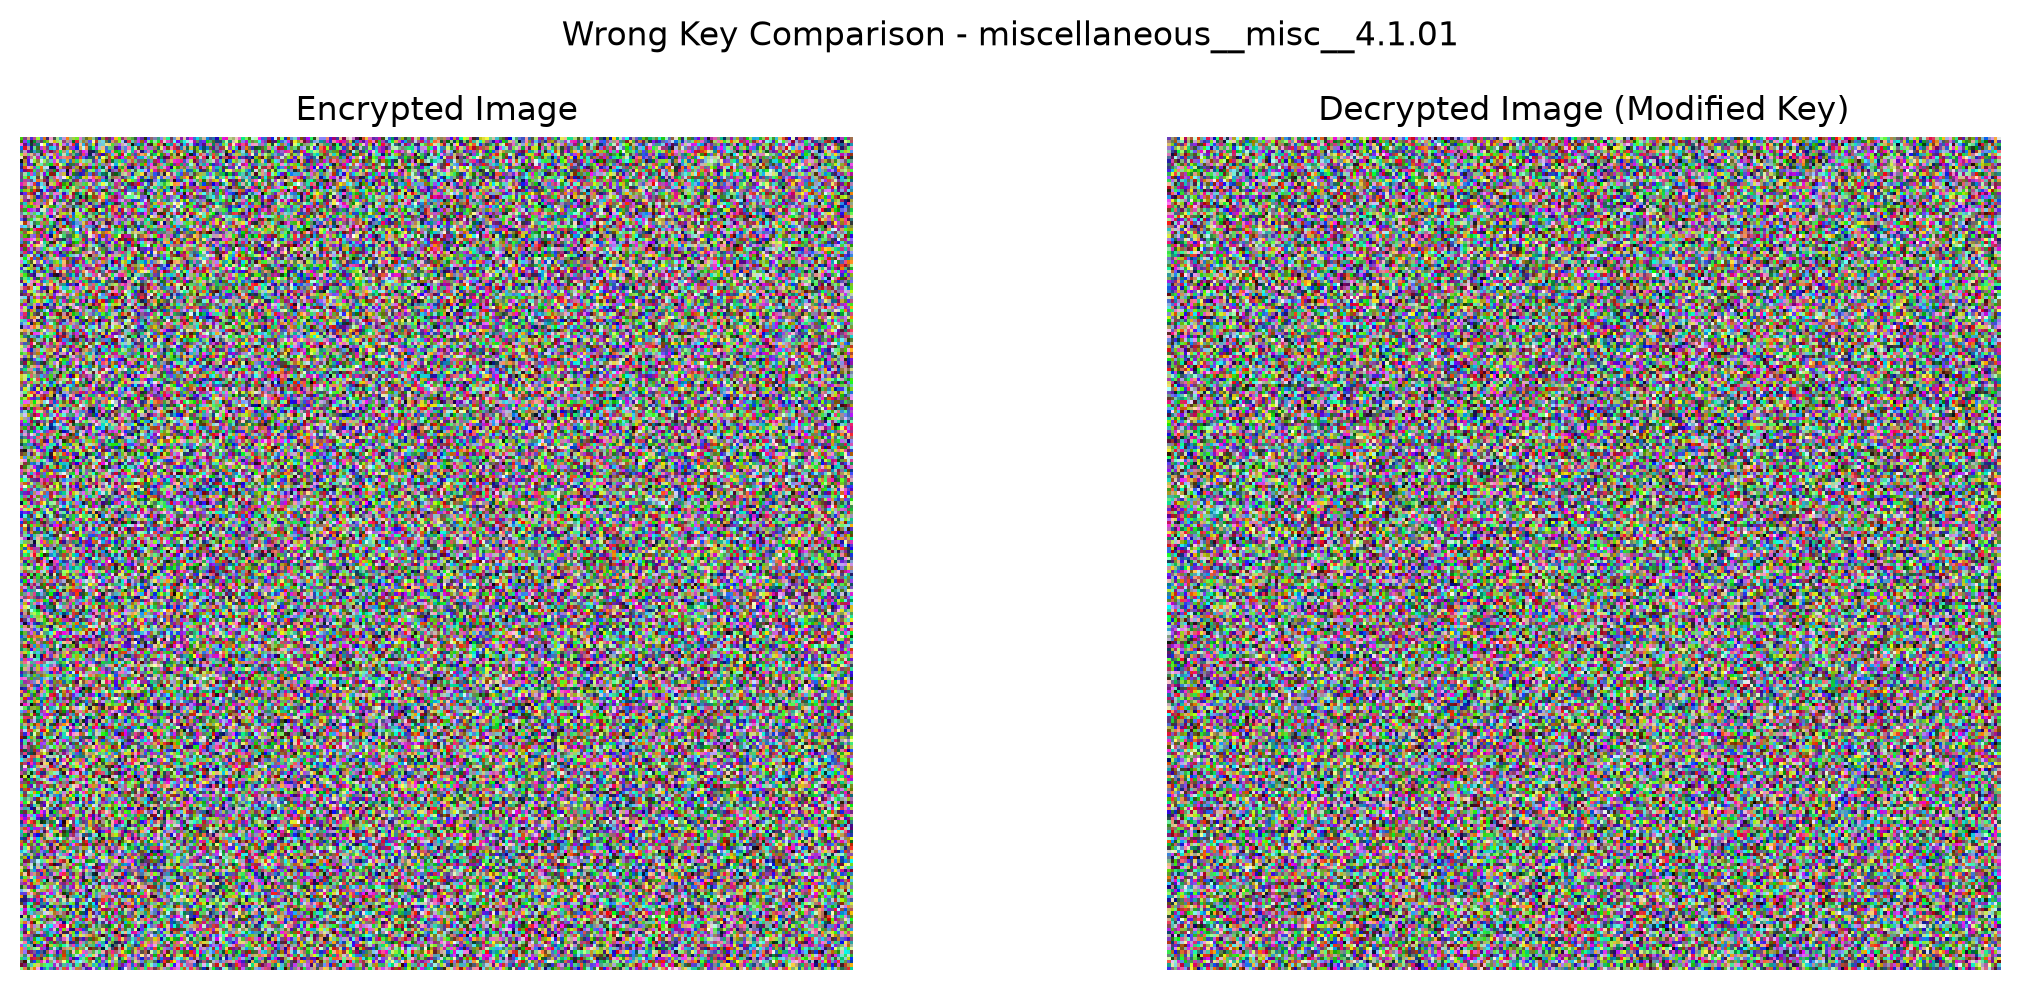 Wrong Key Comparison - miscellaneous__misc__4.1.01
Encrypted Image
Decrypted Image (Modified Key)